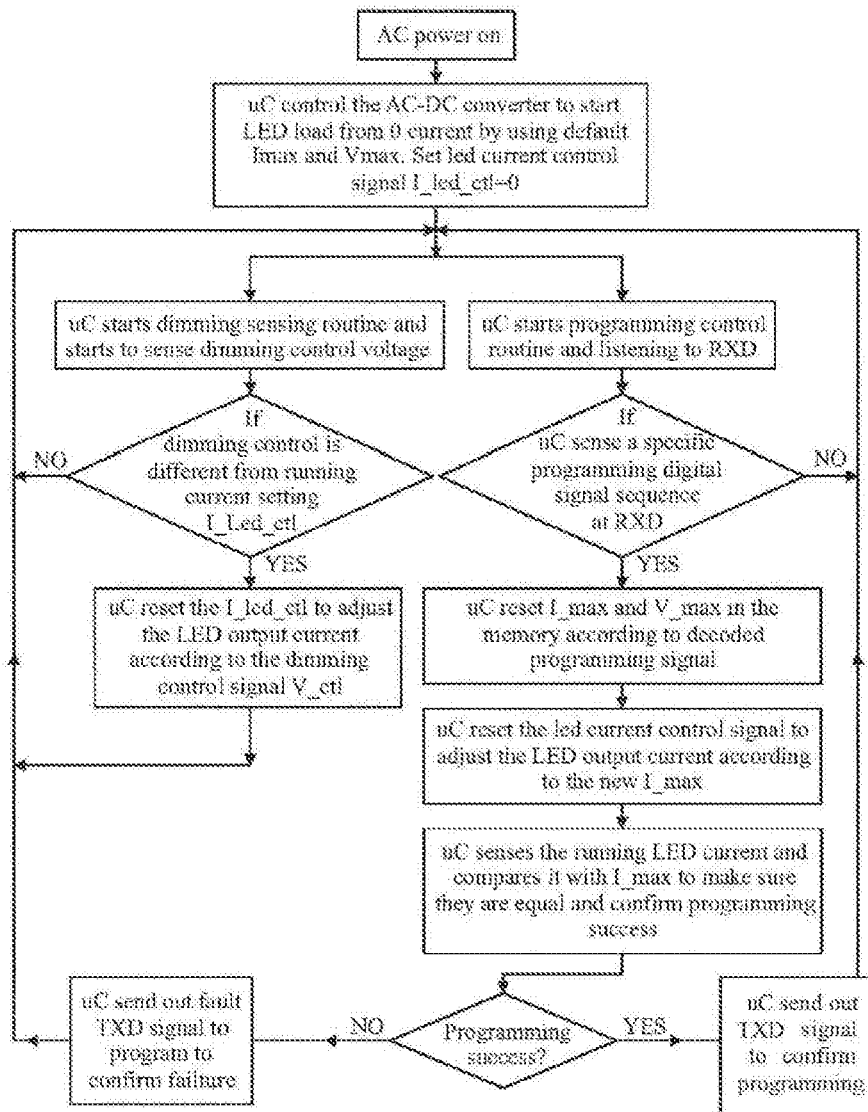 AC power on
uC control the AC-DC converter to start
LED load from 0 current by using default
Imax and Vmax. Set led current control
signal I_led_ctl=0
uC starts dimming sensing routine and
starts to sense dimming control voltage
uC starts programming control
routine and listening to RXD
If
dimming control is
different from running
current setting
I_Led_ctl
NO
YES
If
uC sense a specific
programming digital
signal sequence
at RXD
NO
YES
uC reset the I_led_ctl to adjust
the LED output current
according to the dimming
control signal V_ctl
uC reset I_max and V_max in the
memory according to decoded
programming signal
uC reset the led current control signal to
adjust the LED output current according
to the new I_max
uC senses the running LED current and
compares it with I_max to make sure
they are equal and confirm programming
success
uC send out fault
TXD signal to
program to
confirm failure
NO
Programming
success?
YES
uC send out
TXD signal
to confirm
programming